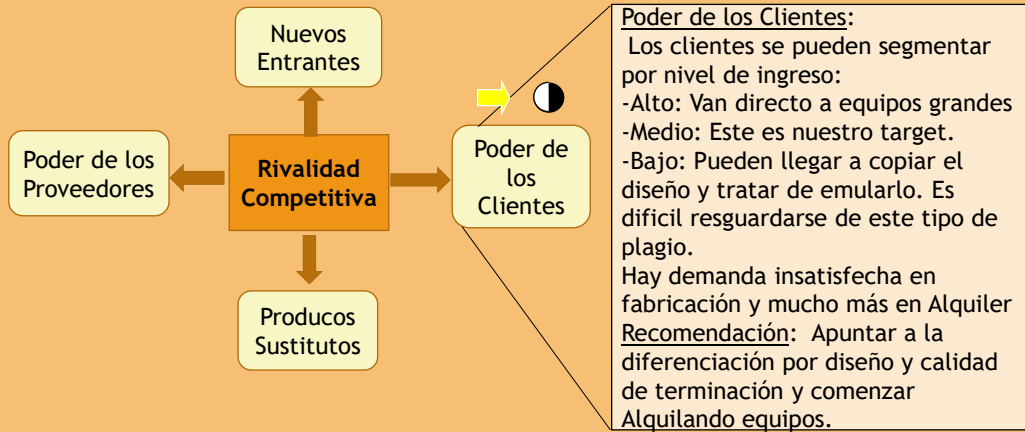 Nuevos
Entrantes
Poder de los
Proveedores
Rivalidad
Competitiva
Poder de
los
Clientes
Producos
Sustitutos
Poder de los Clientes:
Los clientes se pueden segmentar
por nivel de ingreso:
-Alto: Van directo a equipos grandes
-Medio: Este es nuestro target.
-Bajo: Pueden llegar a copiar el
diseño y tratar de emularlo. Es
dificil resguardarse de este tipo de
plagio.
Hay demanda insatisfecha en
fabricación y mucho más en Alquiler
Recomendación: Apuntar a la
diferenciación por diseño y calidad
de terminación y comenzar
Alquilando equipos.